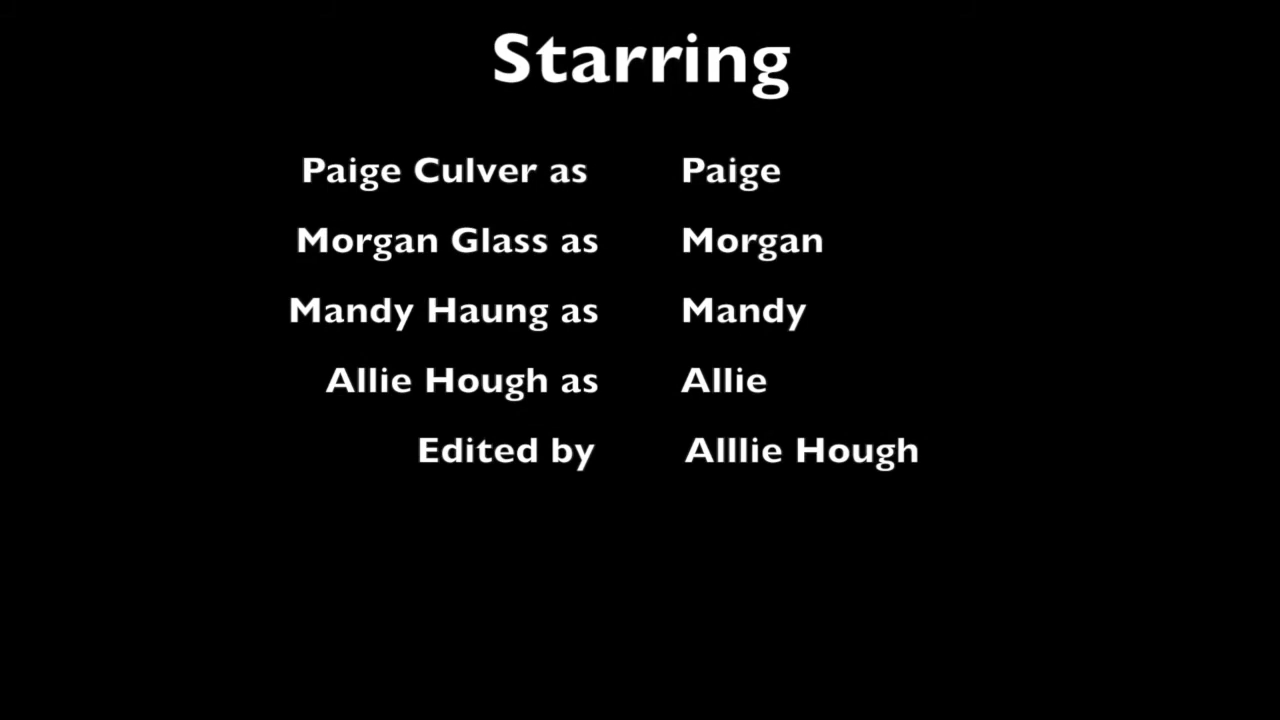 Starring
Paige Culver as Paige
Morgan Glass as Morgan
Mandy Haung as Mandy
Allie Hough as Allie
Edited by Alllie Hough